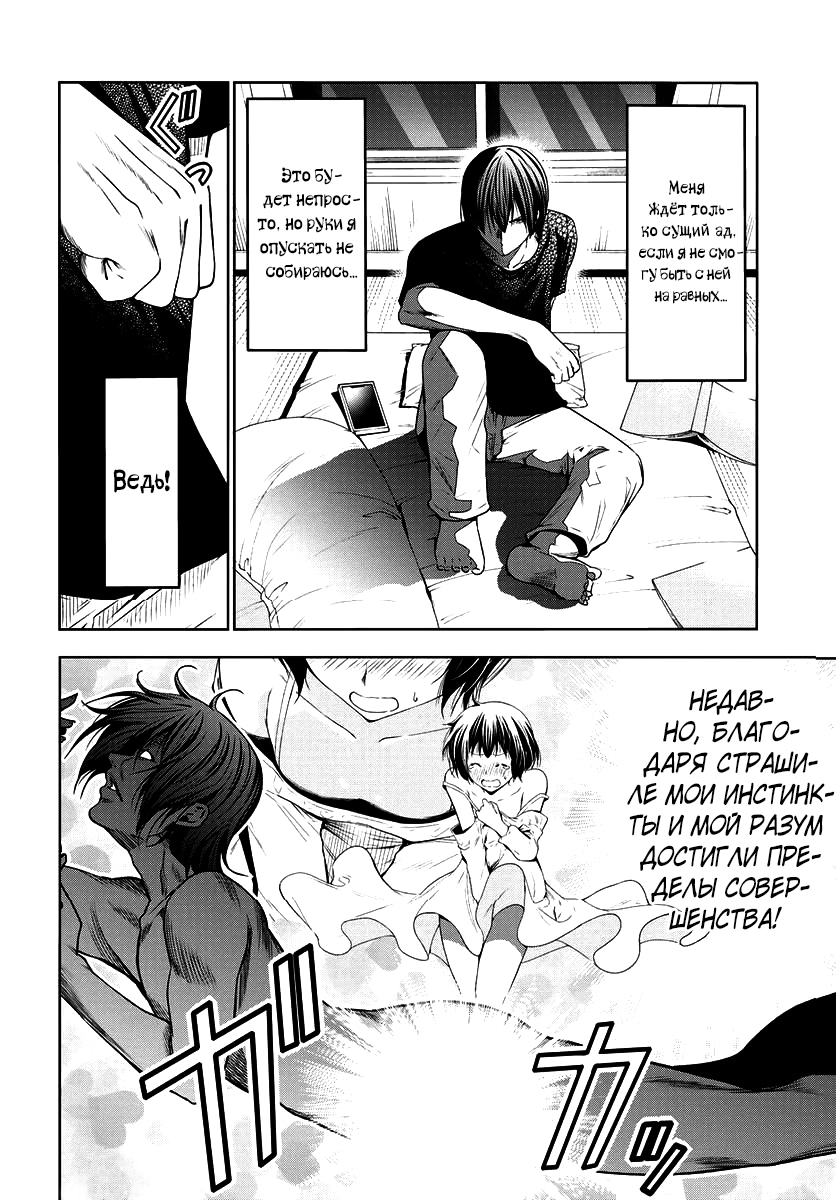 Меня
ждёт толь-
ко сущий ад,
если я не смо-
гу быть с ней
на равных...
Это бу-
дет непрос-
то, но руки я
опускать не
собираюсь...
Ведь!
НЕДАВ-
НО, БЛАГО-
ДАРЯ СТРАШИ-
ЛЕ МОИ ИНСТИНК-
ТЫ И МОЙ РАЗУМ
ДОСТИГЛИ ПРЕ-
ДЕЛЫ СОВЕР-
ШЕНСТВА!
ガガ